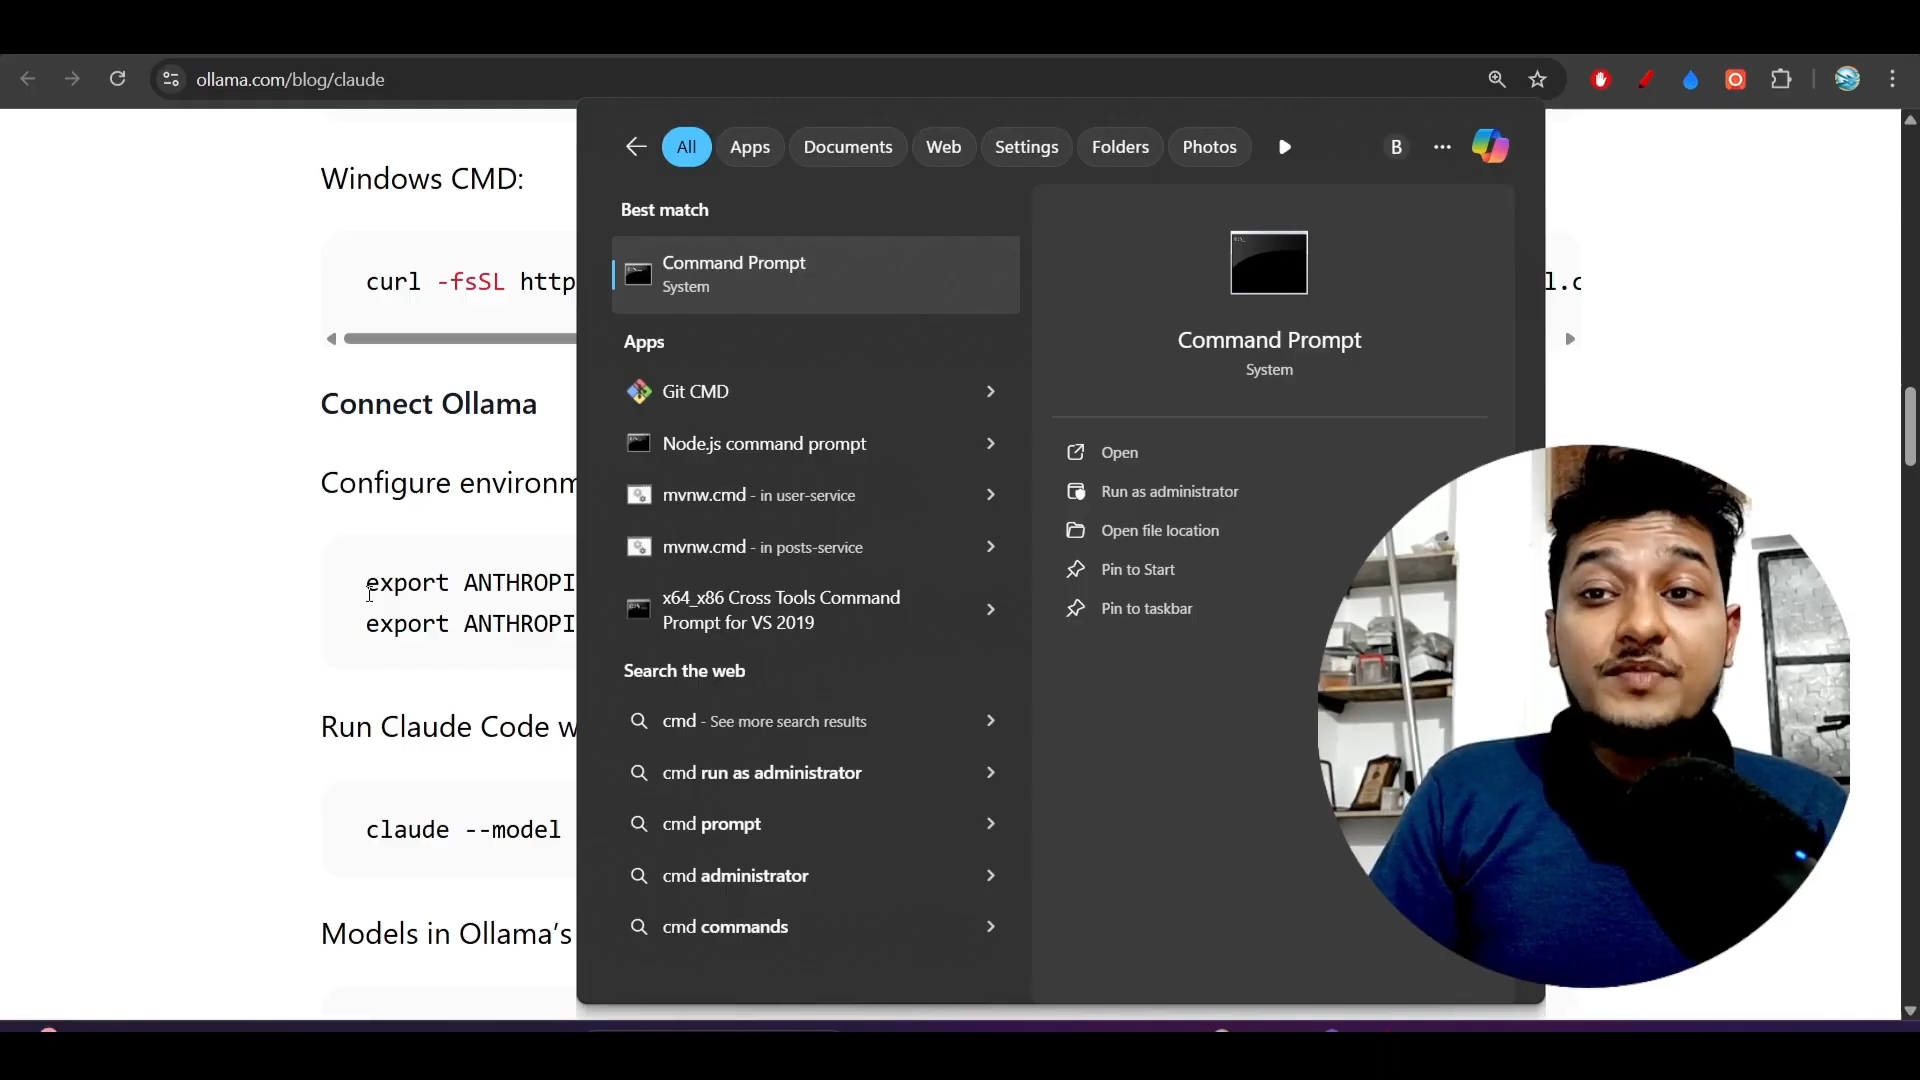 ollama.com/blog/claude
Windows CMD:
curl -fsSL http
l.c
Connect Ollama
Configure environm
export ANTHROPI
export ANTHROPI
Run Claude Code w
claude --model
Models in Ollama's
All
Apps
Documents
Web
Settings
Folders
Photos
B
Best match
Command Prompt
System
Apps
Git CMD
Node.js command prompt
mvnw.cmd - in user-service
mvnw.cmd - in posts-service
x64_x86 Cross Tools Command
Prompt for VS 2019
Search the web
cmd - See more search results
cmd run as administrator
cmd prompt
cmd administrator
cmd commands
Command Prompt
System
Open
Run as administrator
Open file location
Pin to Start
Pin to taskbar